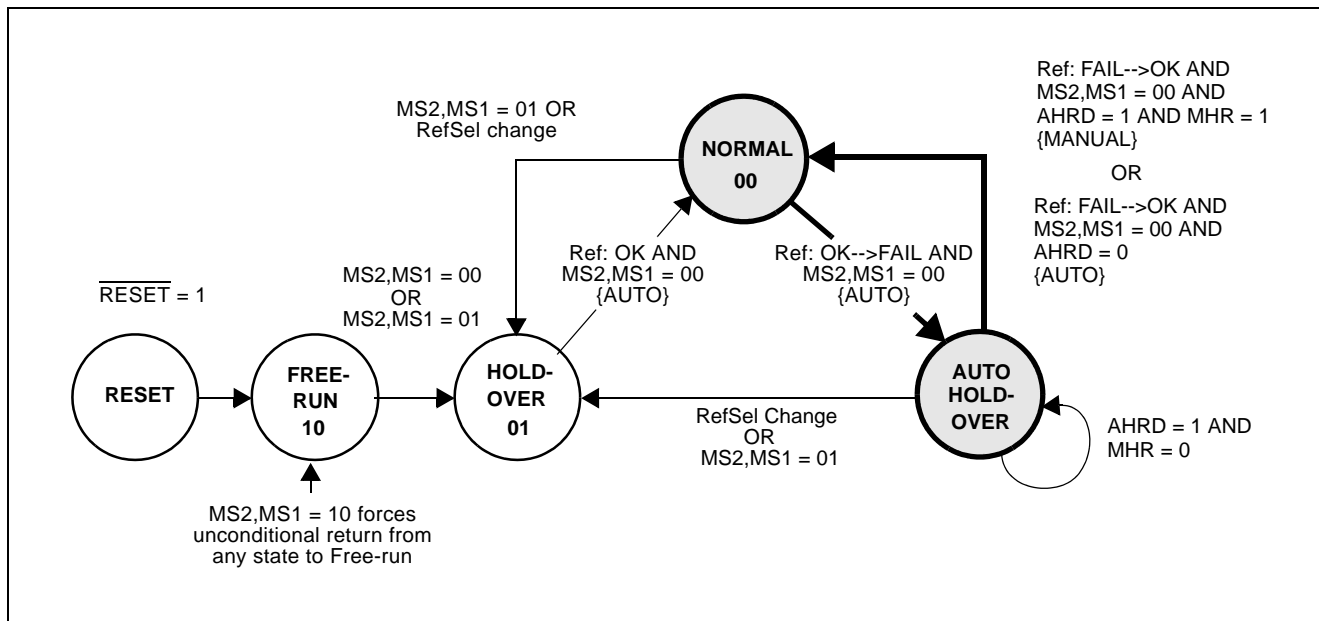 Ref: FAIL-->OK AND
MS2,MS1 = 00 AND
AHRD = 1 AND MHR = 1
{MANUAL}
OR
Ref: FAIL-->OK AND
MS2,MS1 = 00 AND
AHRD = 0
{AUTO}
MS2,MS1 = 01 OR
RefSel change
NORMAL
00
Ref: OK AND
MS2,MS1 = 00
{AUTO}
Ref: OK-->FAIL AND
MS2,MS1 = 00
{AUTO}
RESET = 1
MS2,MS1 = 00
OR
MS2,MS1 = 01
RESET
FREE-
RUN
10
HOLD-
OVER
01
AUTO
HOLD-
OVER
RefSel Change
OR
MS2,MS1 = 01
AHRD = 1 AND
MHR = 0
MS2,MS1 = 10 forces
unconditional return from
any state to Free-run